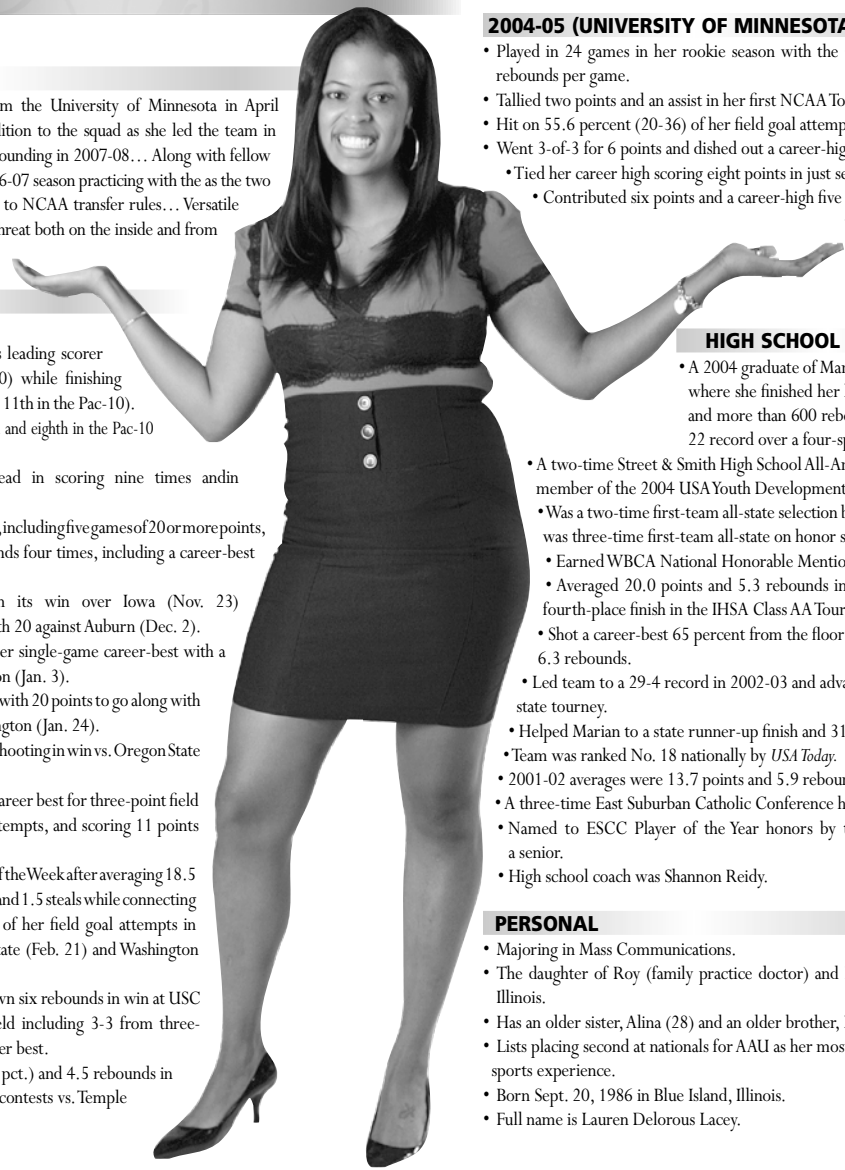 m the University of Minnesota in April
dition to the squad as she led the team in
ounding in 2007-08… Along with fellow
6-07 season practicing with the as the two
to NCAA transfer rules… Versatile
hreat both on the inside and from
s leading scorer
0) while finishing
11th in the Pac-10).
and eighth in the Pac-10
ead in scoring nine times andin
, including five games of 20 or more points,
nds four times, including a career-best
n its win over Iowa (Nov. 23)
th 20 against Auburn (Dec. 2).
er single-game career-best with a
on (Jan. 3).
with 20 points to go along with
ngton (Jan. 24).
hooting in win vs. Oregon State
areer best for three-point field
tempts, and scoring 11 points
f the Week after averaging 18.5
and 1.5 steals while connecting
of her field goal attempts in
tate (Feb. 21) and Washington
wn six rebounds in win at USC
eld including 3-3 from three-
er best.
pct.) and 4.5 rebounds in
contests vs. Temple
2004-05 (UNIVERSITY OF MINNESOTA
• Played in 24 games in her rookie season with the
rebounds per game.
• Tallied two points and an assist in her first NCAA To
• Hit on 55.6 percent (20-36) of her field goal attemp
• Went 3-of-3 for 6 points and dished out a career-hig
• Tied her career high scoring eight points in just se
• Contributed six points and a career-high five
HIGH SCHOOL
• A 2004 graduate of Mar
where she finished her
and more than 600 rebo
22 record over a four-sp
• A two-time Street & Smith High School All-Am
member of the 2004 USA Youth Development
• Was a two-time first-team all-state selection b
was three-time first-team all-state on honor s
• Earned WBCA National Honorable Mentio
• Averaged 20.0 points and 5.3 rebounds in
fourth-place finish in the IHSA Class AA Tour
• Shot a career-best 65 percent from the floor
6.3 rebounds.
• Led team to a 29-4 record in 2002-03 and adva
state tourney.
• Helped Marian to a state runner-up finish and 31
• Team was ranked No. 18 nationally by USA Today.
• 2001-02 averages were 13.7 points and 5.9 rebour
• A three-time East Suburban Catholic Conference h
• Named to ESCC Player of the Year honors by t
a senior.
• High school coach was Shannon Reidy.
PERSONAL
• Majoring in Mass Communications.
• The daughter of Roy (family practice doctor) and
Illinois.
• Has an older sister, Alina (28) and an older brother,
• Lists placing second at nationals for AAU as her mos
sports experience.
• Born Sept. 20, 1986 in Blue Island, Illinois.
• Full name is Lauren Delorous Lacey.